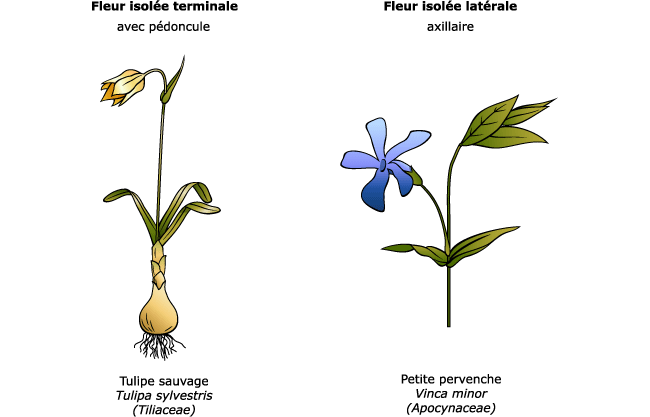 Fleur isolée terminale
avec pédoncule
Fleur isolée latérale
axillaire
Tulipe sauvage
Tulipa sylvestris
(Tiliaceae)
Petite pervenche
Vinca minor
(Apocynaceae)